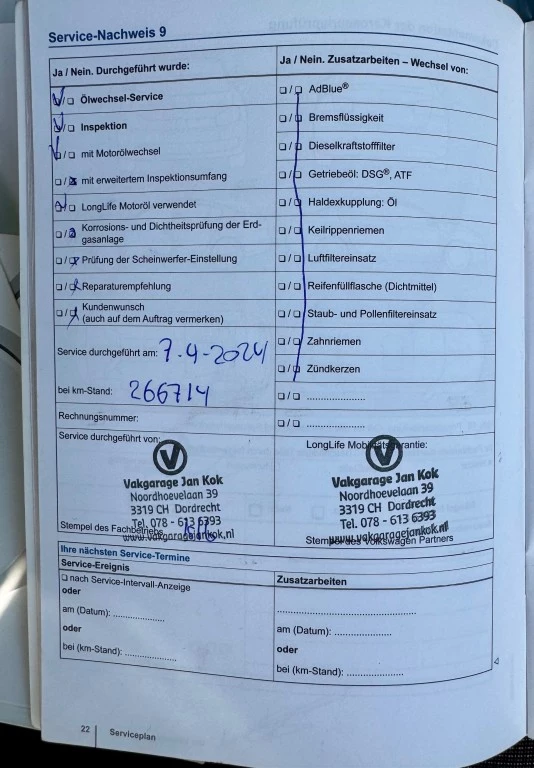 Service-Nachweis 9
Ja / Nein. Durchgeführt wurde:
Ölwechsel-Service
Inspektion
mit Motorölwechsel
mit erweitertem Inspektionsumfang
LongLife Motoröl verwendet
Korrosions- und Dichtheitsprüfung der Erd-
gasanlage
Prüfung der Scheinwerfer-Einstellung
Reparaturempfehlung
Kundenwunsch
(auch auf dem Auftrag vermerken)
Service durchgeführt am: 7-4-2024
bei km-Stand: 266714
Rechnungsnummer:
Service durchgeführt von:
Vakgarage Jan Kok
Noordhoevelaan 39
3319 CH Dordrecht
Tel. 078 - 613 6393
www.vakgaragejankok.nl
Stempel des Fachbetriebs
Ja / Nein. Zusatzarbeiten – Wechsel von:
AdBlue®
Bremsflüssigkeit
Dieselkraftstofffilter
Getriebeöl: DSG®, ATF
Haldexkupplung: Öl
Keilrippenriemen
Luftfiltereinsatz
Reifenfüllflasche (Dichtmittel)
Staub- und Pollenfiltereinsatz
Zahnriemen
Zündkerzen
LongLife Mobilitätsgarantie:
Vakgarage Jan Kok
Noordhoevelaan 39
3319 CH Dordrecht
Tel. 078 - 613 6393
www.vakgaragejankok.nl
Stempel des Volkswagen Partners
Ihre nächsten Service-Termine
Service-Ereignis
nach Service-Intervall-Anzeige
oder
am (Datum): ....................
oder
bei (km-Stand): ....................
Zusatzarbeiten
am (Datum): ....................
oder
bei (km-Stand): ....................
22 Serviceplan